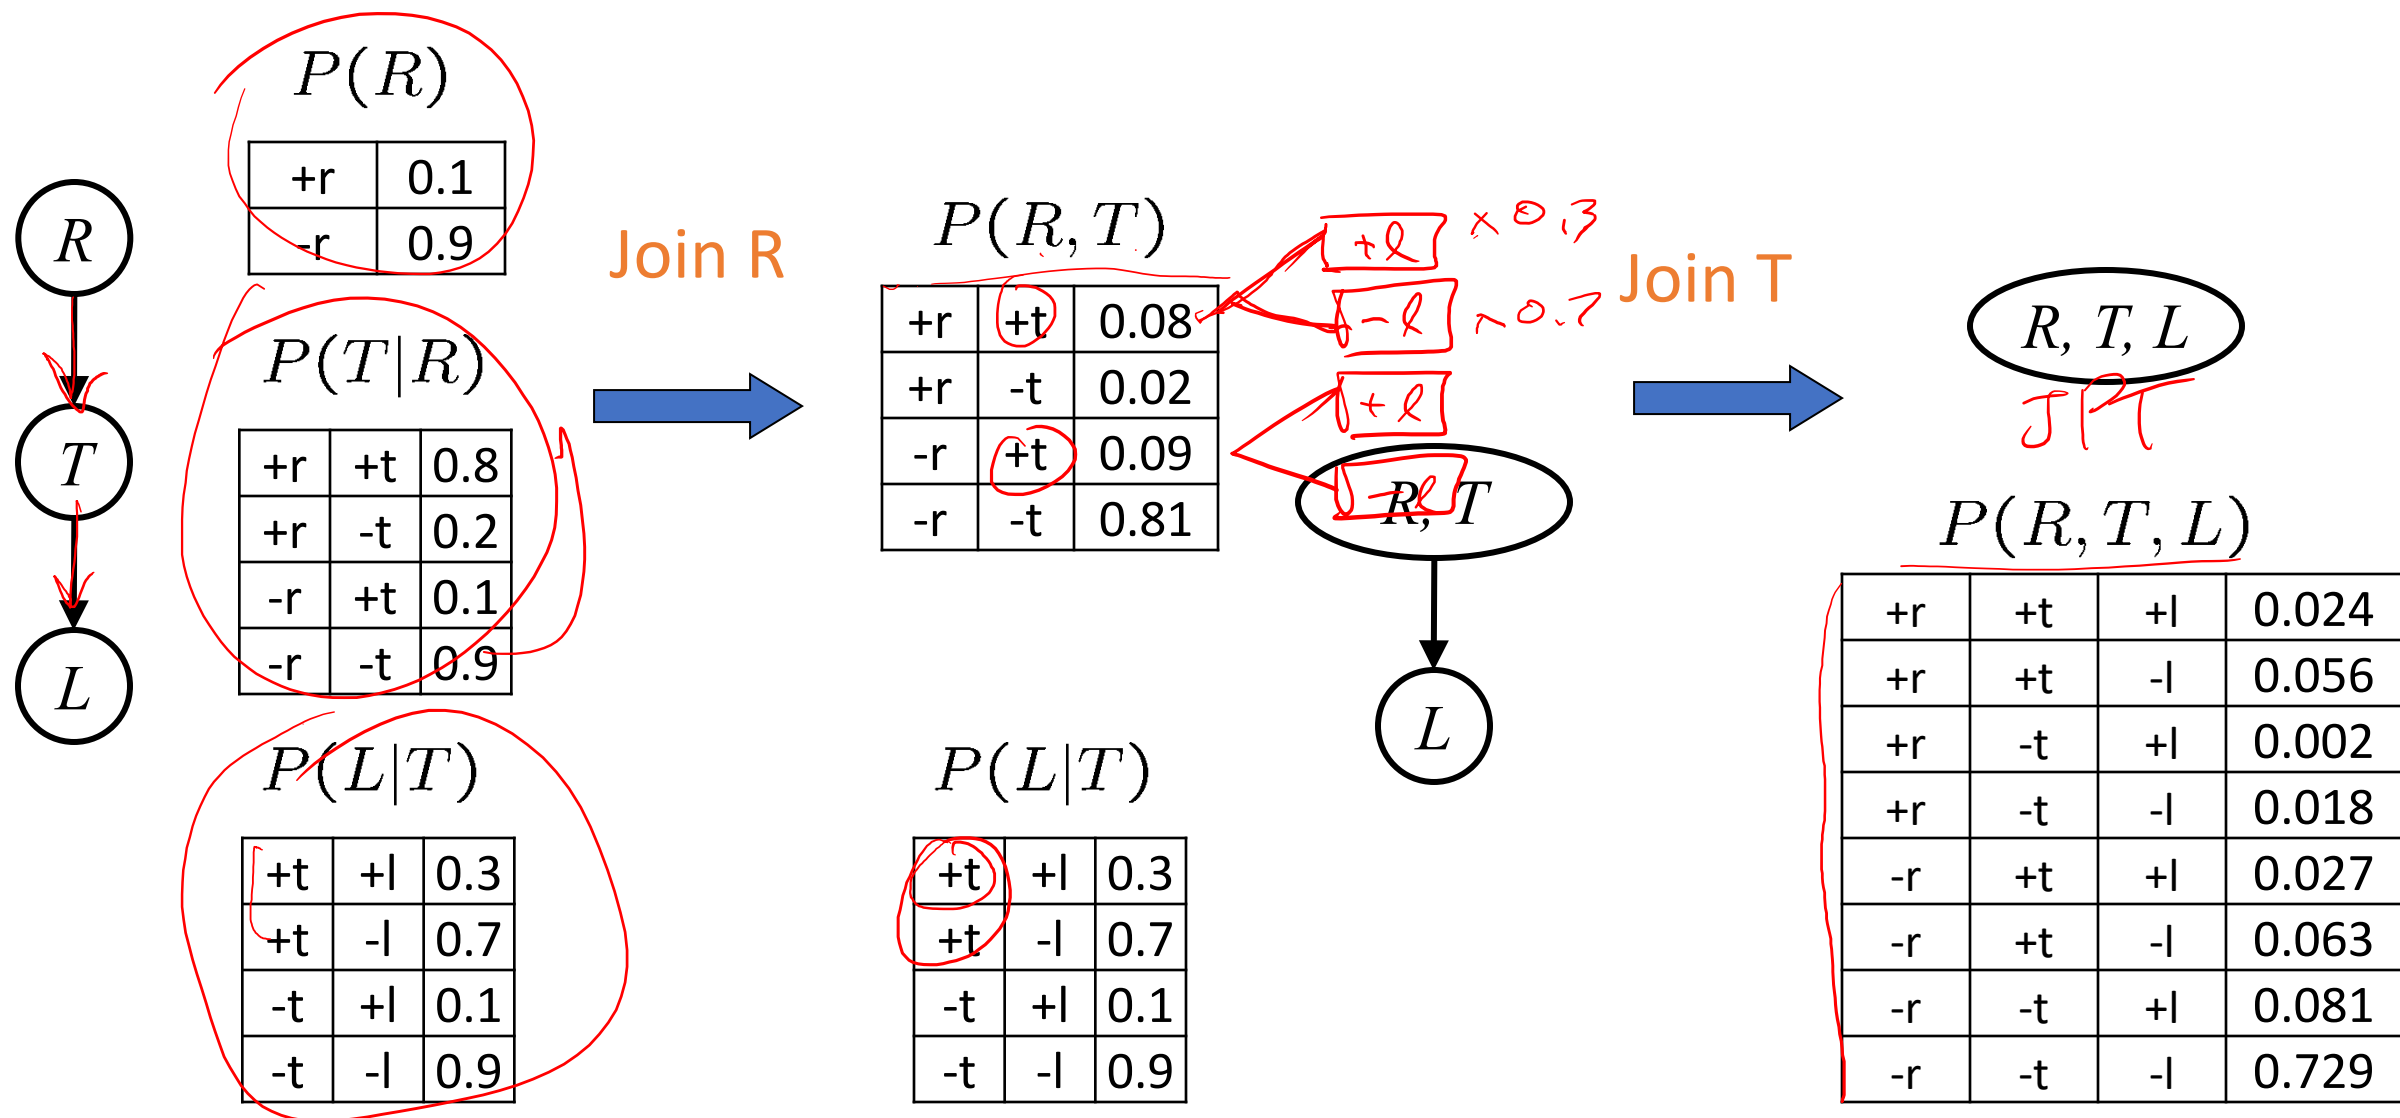 P(R)
+r 0.1
-r 0.9
R
T
L
P(T|R)
+r +t 0.8
+r -t 0.2
-r +t 0.1
-r -t 0.9
P(L|T)
+t +l 0.3
+t -l 0.7
-t +l 0.1
-t -l 0.9
Join R
P(R, T)
+r +t 0.08
+r -t 0.02
-r +t 0.09
-r -t 0.81
+l x0.3
-l x0.7
+l
-l
R, T
L
P(L|T)
+t +l 0.3
+t -l 0.7
-t +l 0.1
-t -l 0.9
Join T
R, T, L
JPT
P(R, T, L)
+r +t +l 0.024
+r +t -l 0.056
+r -t +l 0.002
+r -t -l 0.018
-r +t +l 0.027
-r +t -l 0.063
-r -t +l 0.081
-r -t -l 0.729